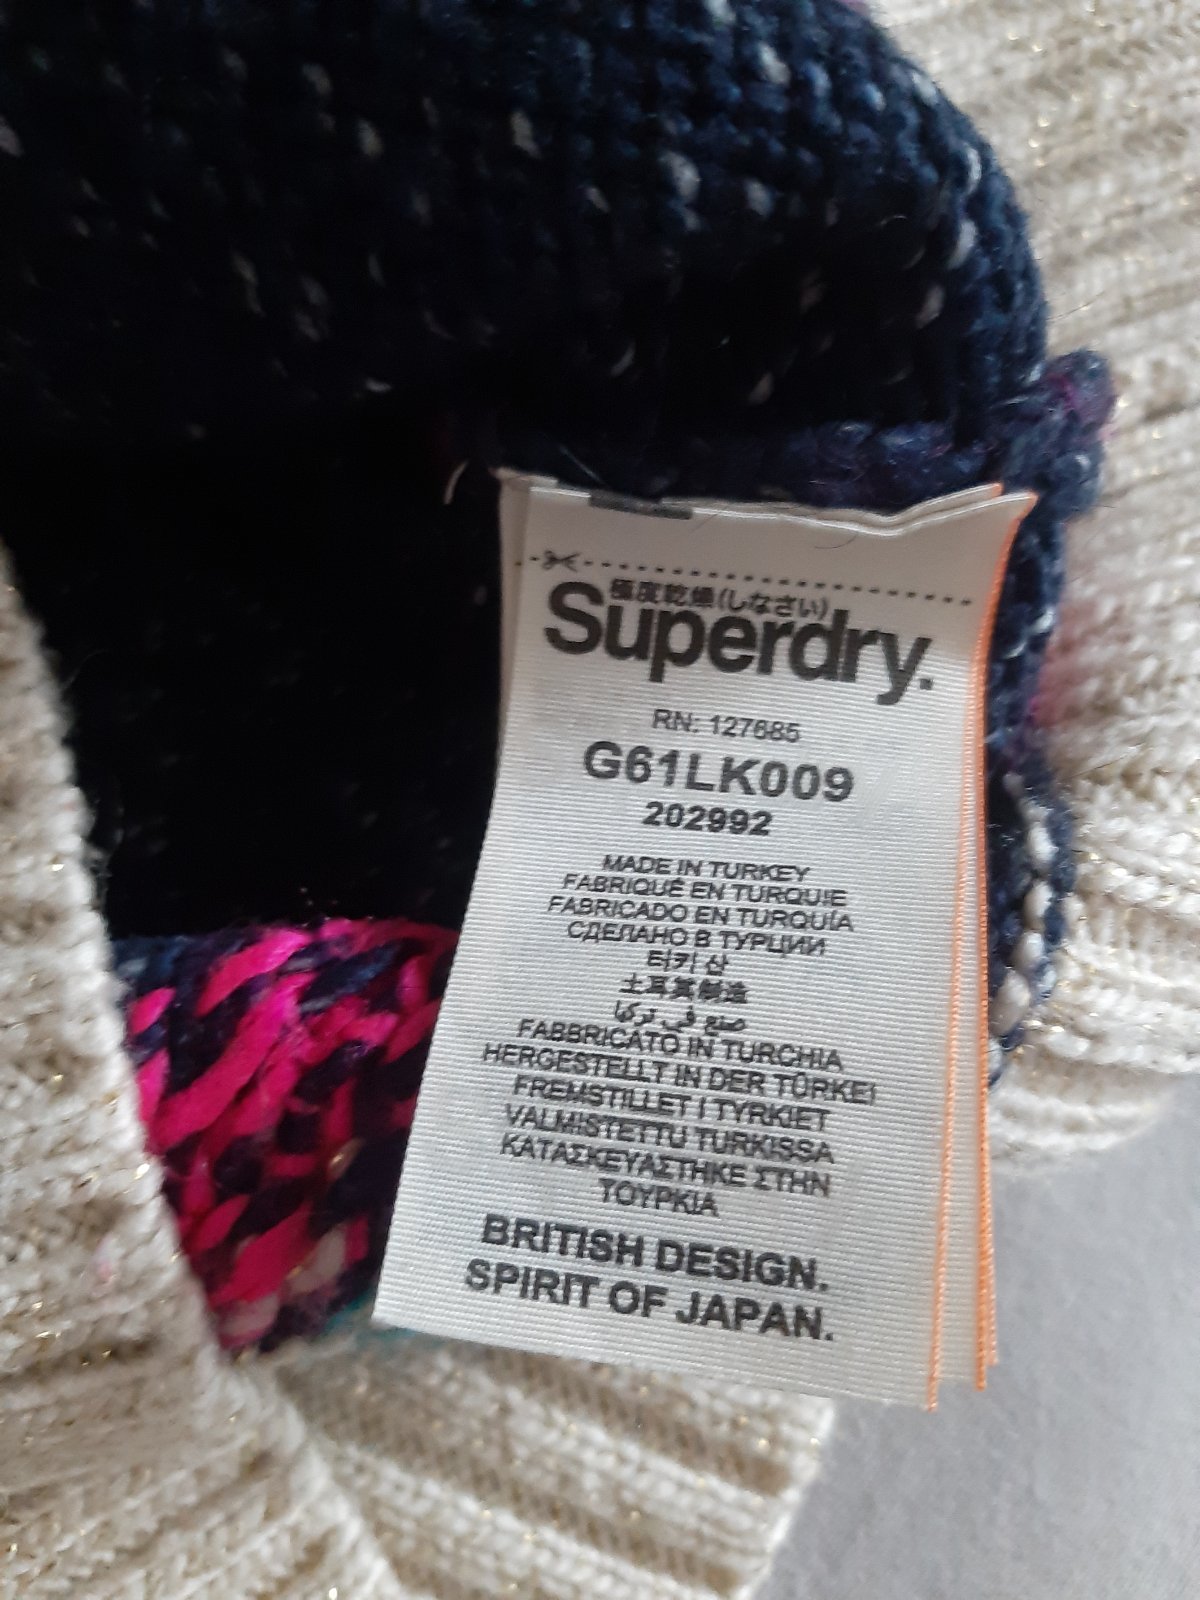 極度乾燥(しなさい)
Superdry.
RN: 127685
G61LK009
202992
MADE IN TURKEY
FABRIQUÉ EN TURQUIE
FABRICADO EN TURQUÍA
СДЕЛАНО В ТУРЦИИ
터키 산
土耳其制造
صنع في تركيا
FABBRICATO IN TURCHIA
HERGESTELLT IN DER TÜRKEI
FREMSTILLET I TYRKIET
VALMISTETTU TURKISSA
ΚΑΤΑΣΚΕΥΑΣΤΗΚΕ ΣΤΗΝ
ΤΟΥΡΚΙΑ
BRITISH DESIGN.
SPIRIT OF JAPAN.